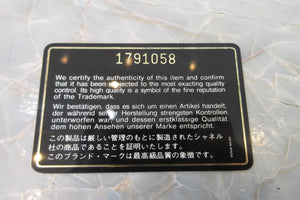 1791058
We certify the authenticity of this item and confirm
that it has been subjected to the most exacting quality
control. Its high quality is a symbol of the fine reputation
of the Trademark.
Wir bestätigen, dass es sich um einen Artikel handelt,
der während seiner Herstellung strengsten Kontrollen
unterworfen war, und dessen erstklassige Qualität
dem hohen Ansehen unserer Marke entspricht.
この製品は厳しい管理のもとに製造されたシャネル
社の商品であることを証明いたします。
このブランド・マークは最高級品質の象徴です。